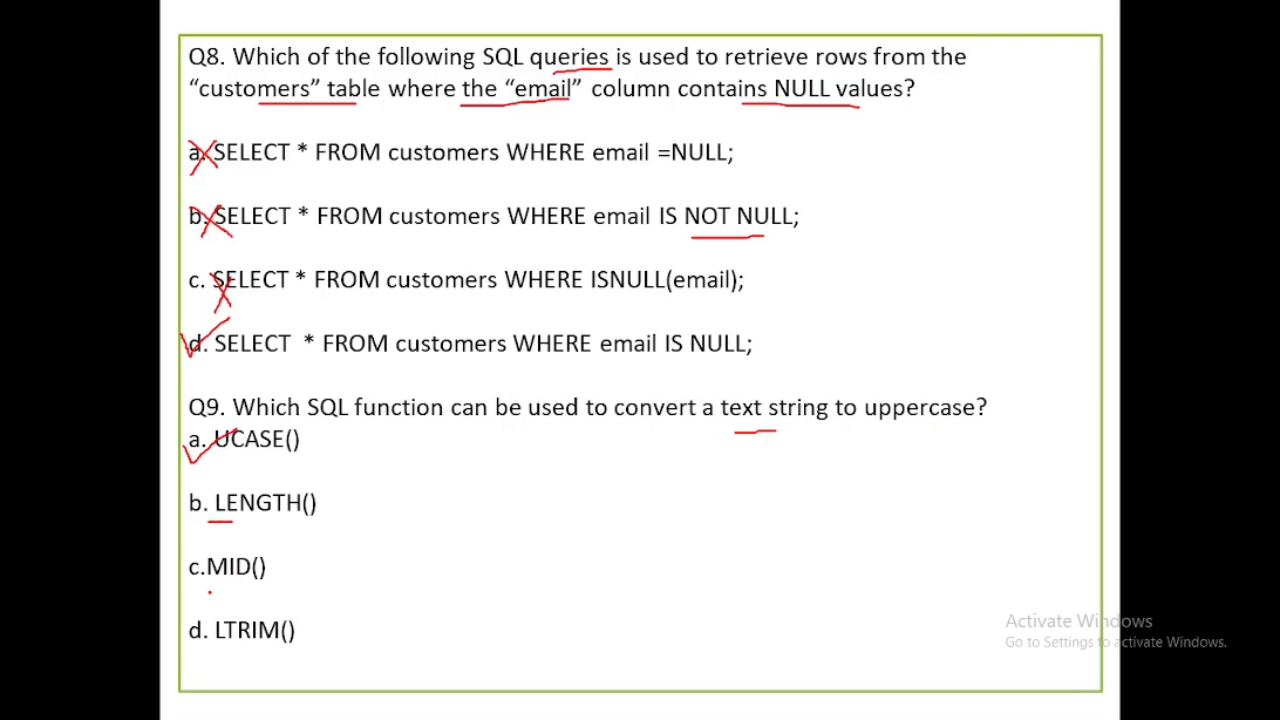 Q8. Which of the following SQL queries is used to retrieve rows from the
“customers” table where the “email” column contains NULL values?
a. SELECT * FROM customers WHERE email =NULL;
b. SELECT * FROM customers WHERE email IS NOT NULL;
c. SELECT * FROM customers WHERE ISNULL(email);
d. SELECT * FROM customers WHERE email IS NULL;
Q9. Which SQL function can be used to convert a text string to uppercase?
a. UCASE()
b. LENGTH()
c.MID()
d. LTRIM()
Activate Windows
Go to Settings to activate Windows.